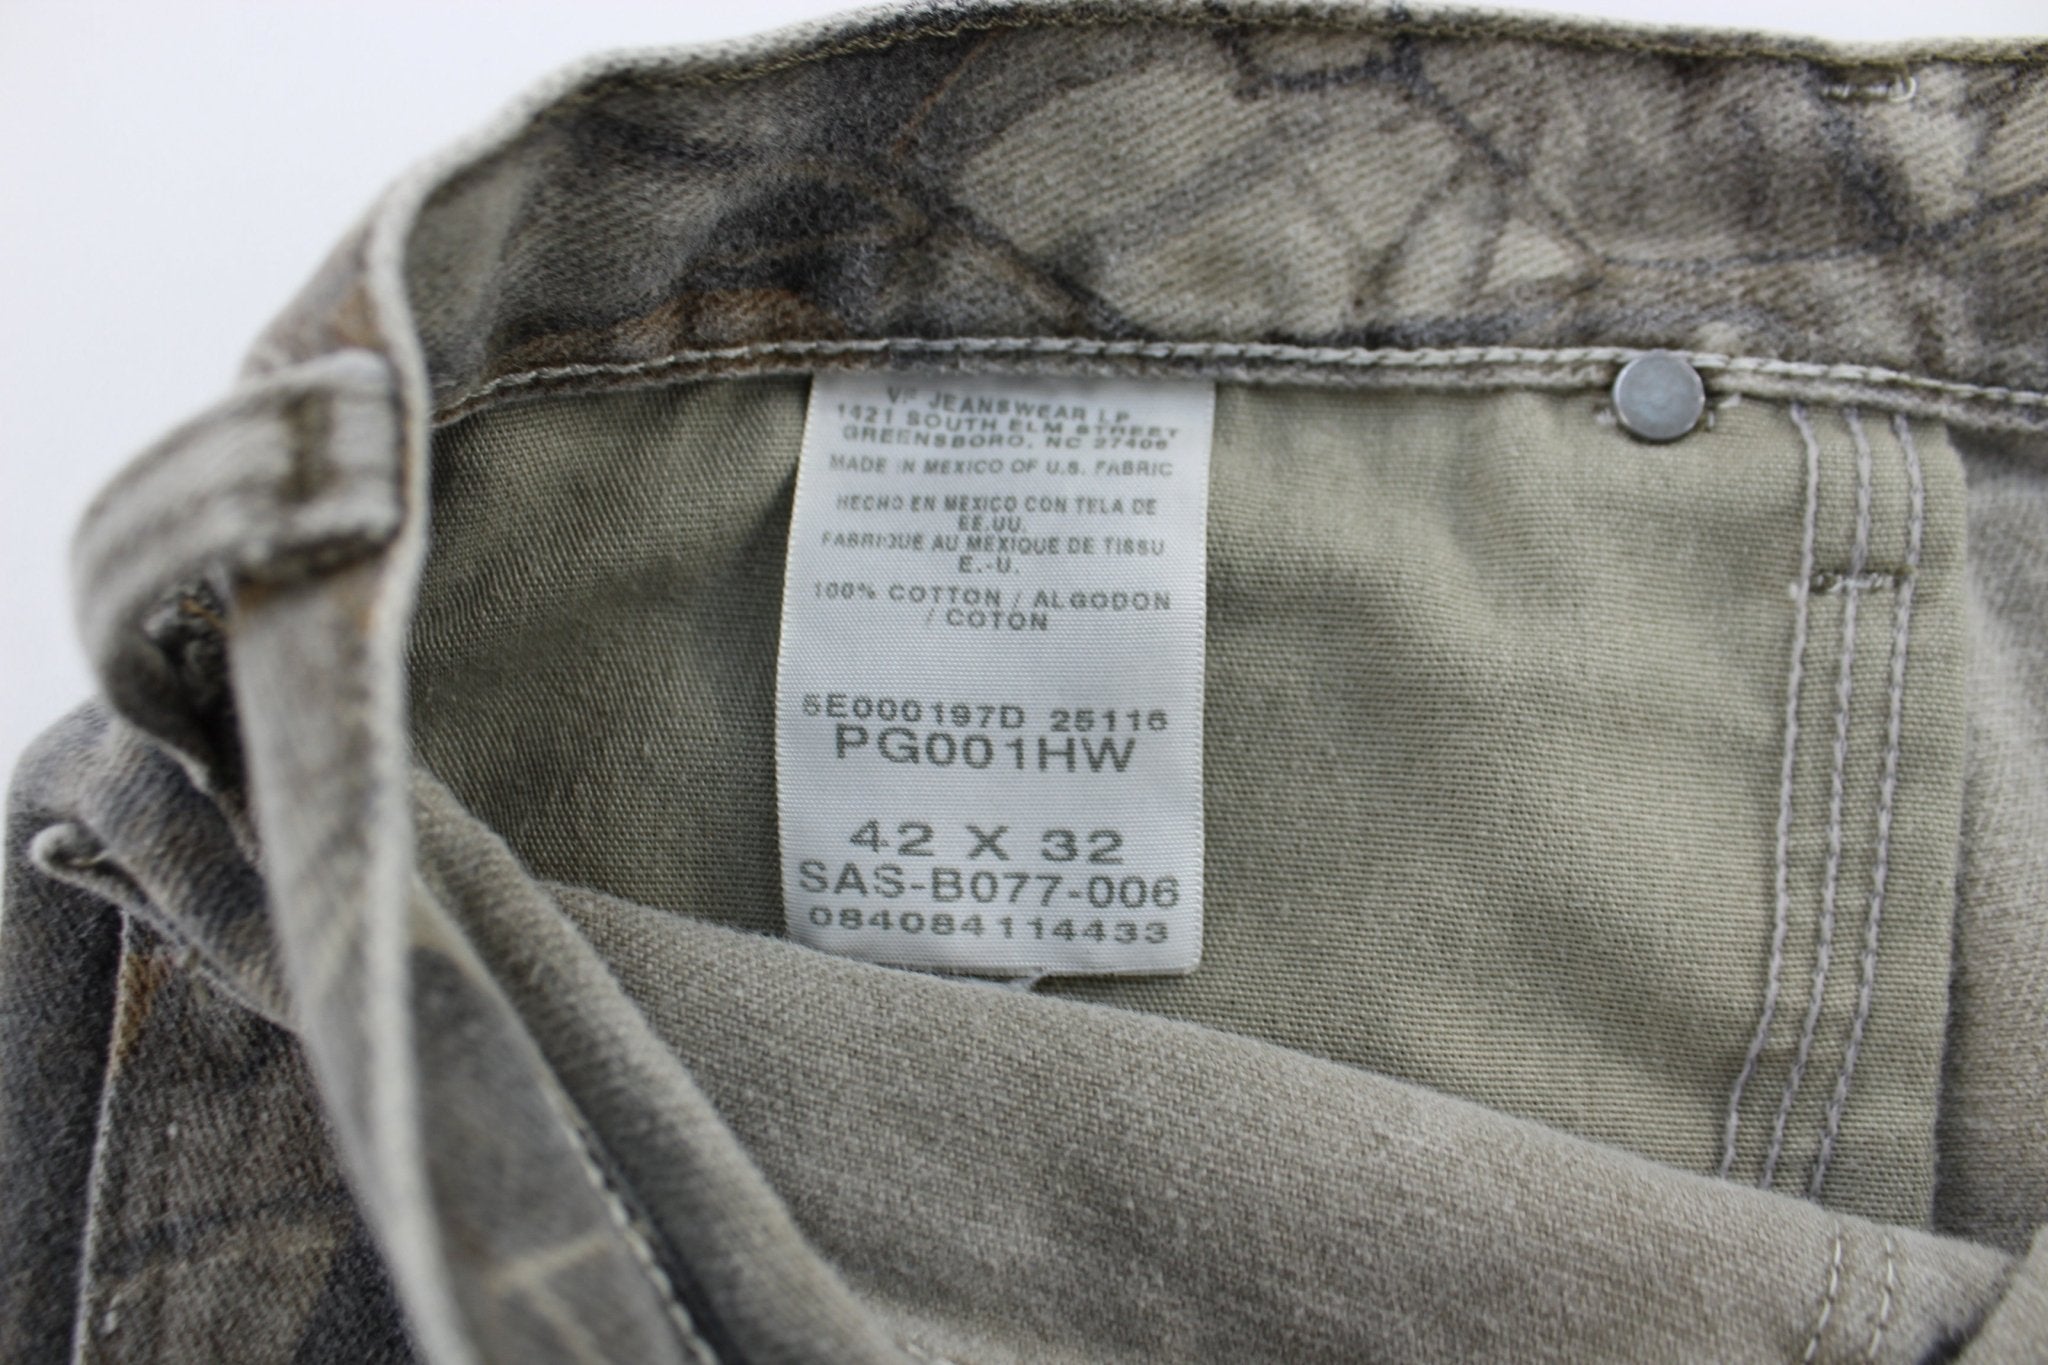 VF JEANSWEAR L.P.
1421 SOUTH ELM STREET
GREENSBORO, NC 27406
MADE IN MEXICO OF U.S. FABRIC
HECHO EN MEXICO CON TELA DE
EE.UU.
FABRIQUE AU MEXIQUE DE TISSU
E.-U.
100% COTTON / ALGODON
/ COTON
5E000197D 25116
PG001HW
42 X 32
SAS-B077-006
084084114433